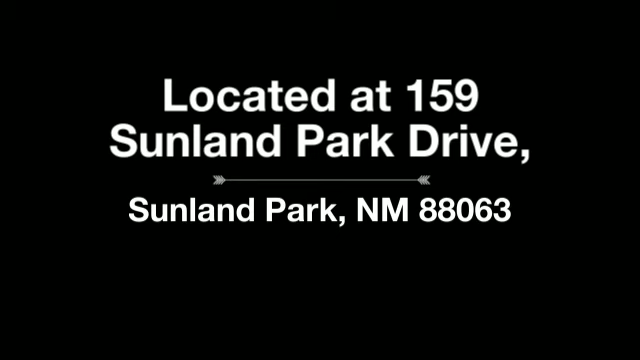 Located at 159
Sunland Park Drive,
Sunland Park, NM 88063